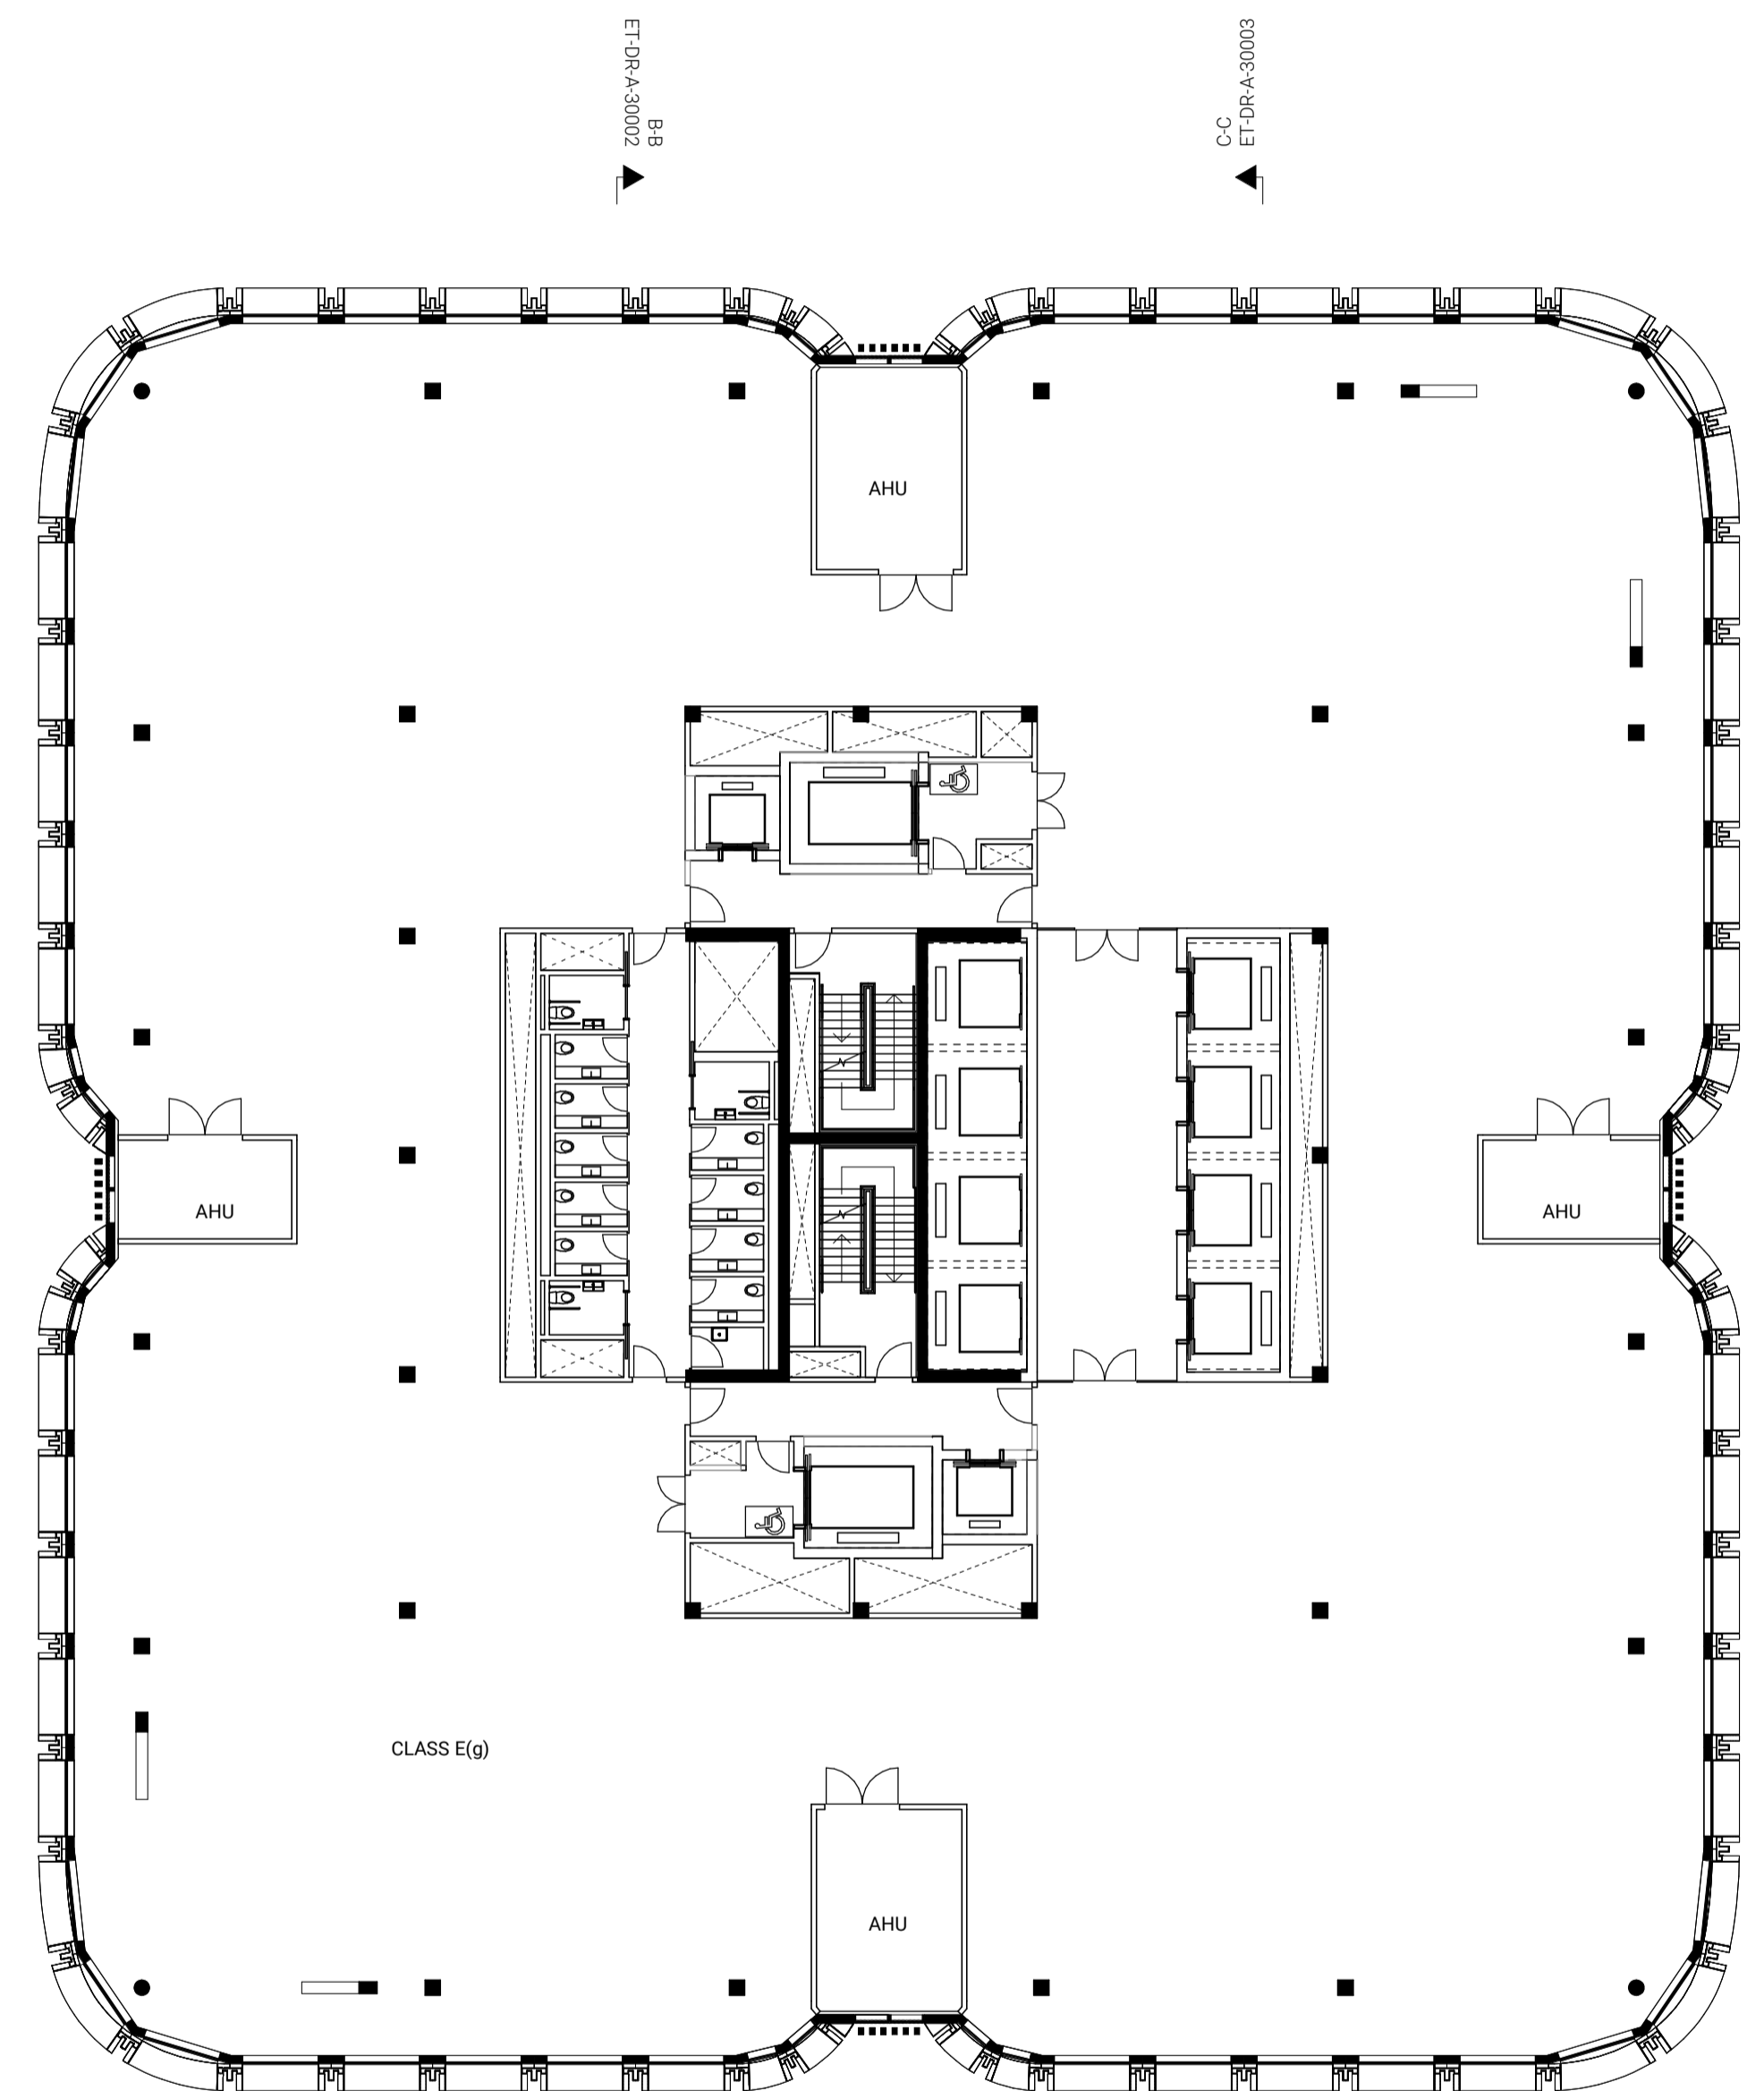 B-B
ET-DR-A-30002
ET-DR-A-30003
C-C
AHU
AHU
AHU
CLASS E(g)
AHU